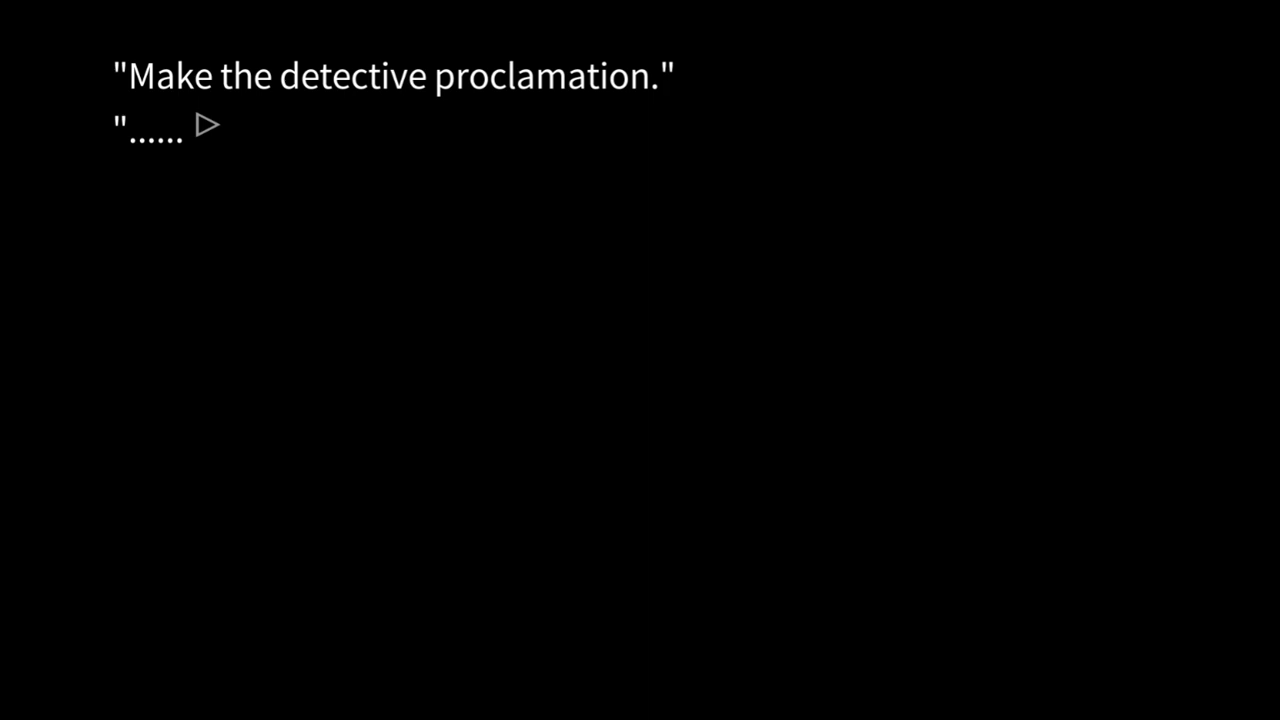 "Make the detective proclamation."
"......